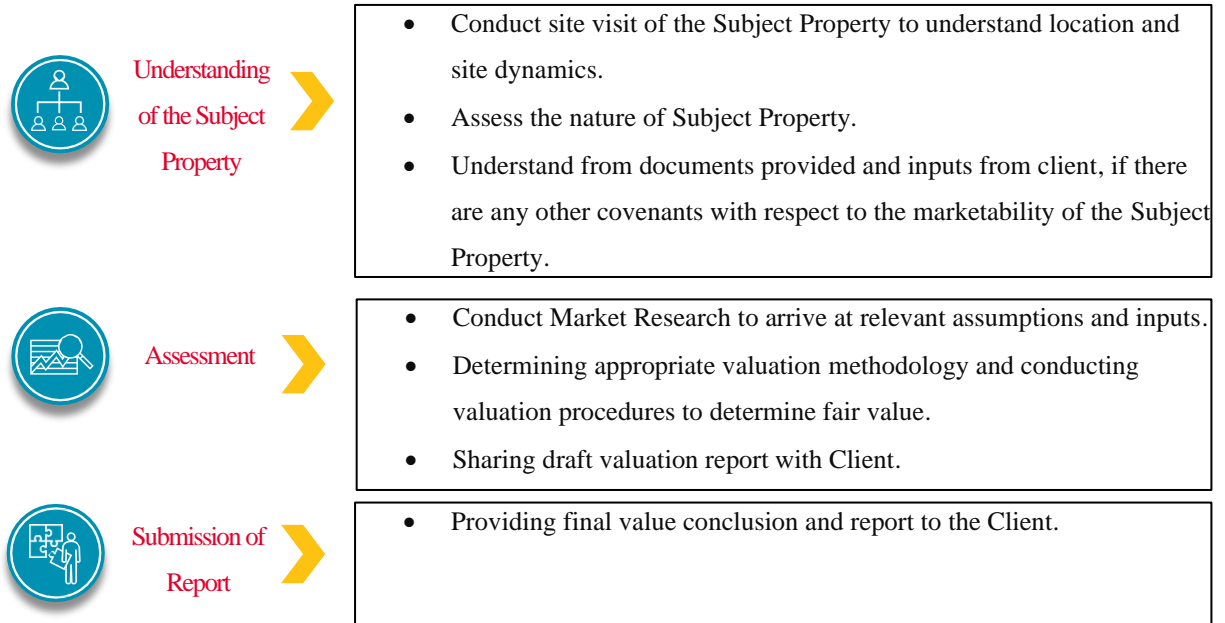 Understanding
of the Subject
Property
• Conduct site visit of the Subject Property to understand location and
site dynamics.
• Assess the nature of Subject Property.
• Understand from documents provided and inputs from client, if there
are any other covenants with respect to the marketability of the Subject
Property.
Assessment
• Conduct Market Research to arrive at relevant assumptions and inputs.
• Determining appropriate valuation methodology and conducting
valuation procedures to determine fair value.
• Sharing draft valuation report with Client.
Submission of
Report
• Providing final value conclusion and report to the Client.